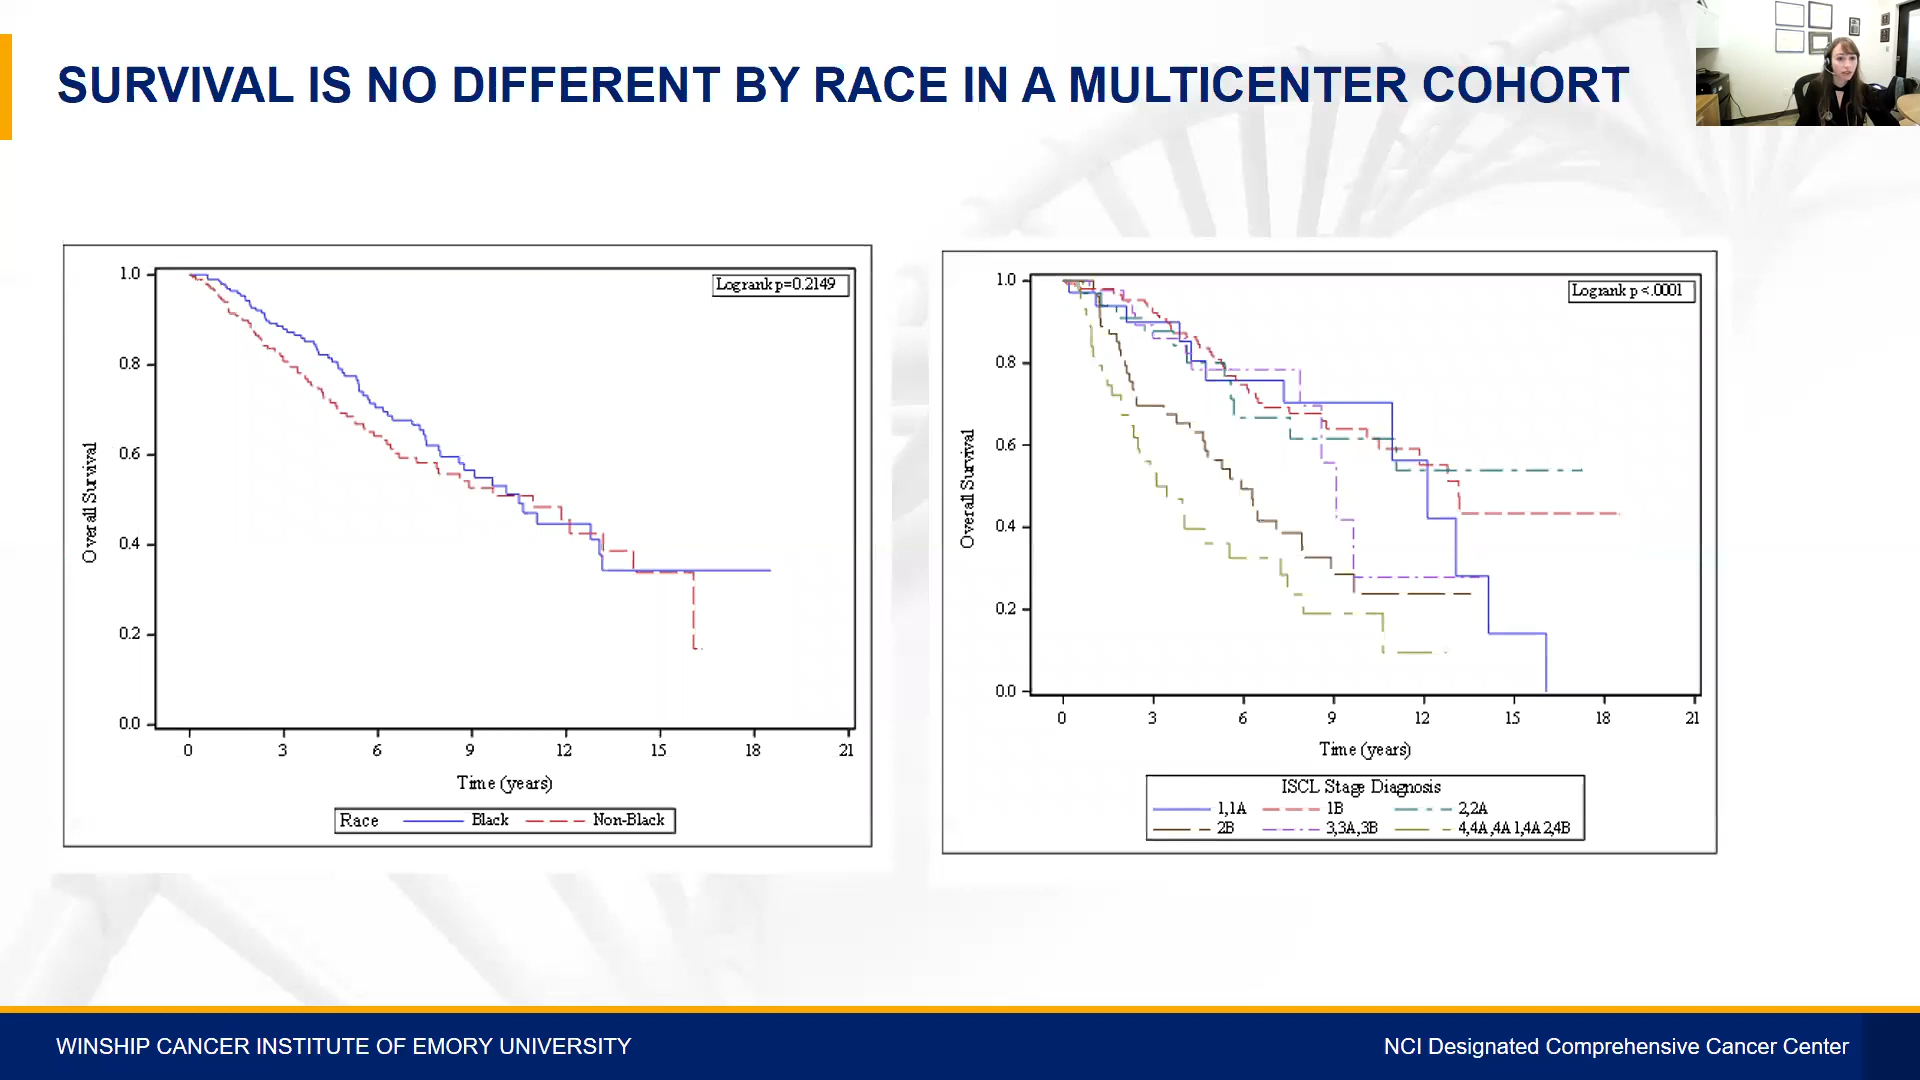 SURVIVAL IS NO DIFFERENT BY RACE IN A MULTICENTER COHORT
Logrank p=0.2149
1.0
0.8
0.6
0.4
0.2
0.0
Overall Survival
0 3 6 9 12 15 18 21
Time (years)
Race Black Non-Black
Logrank p <.0001
1.0
0.8
0.6
0.4
0.2
0.0
Overall Survival
0 3 6 9 12 15 18 21
Time (years)
ISCL Stage Diagnosis
1,1A 1B 2,2A
2B 3,3A,3B 4,4A,4A1,4A2,4B
WINSHIP CANCER INSTITUTE OF EMORY UNIVERSITY
NCI Designated Comprehensive Cancer Center